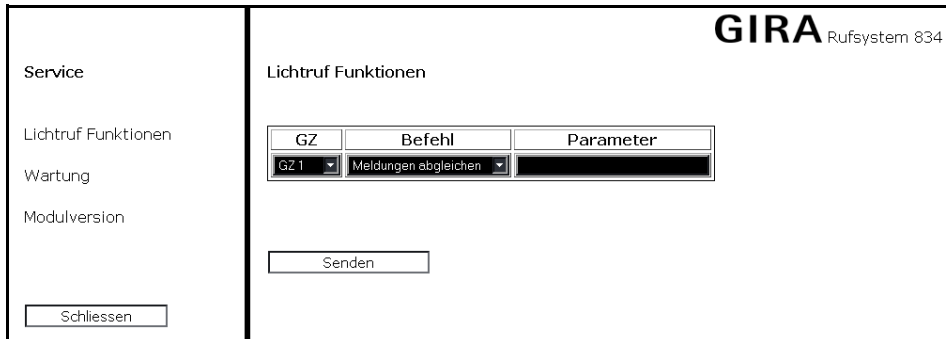 GIRA Rufsystem 834
Service
Lichtruf Funktionen
Wartung
Modulversion
Schliessen
Lichtruf Funktionen
GZ Befehl Parameter
GZ 1 Meldungen abgleichen
Senden